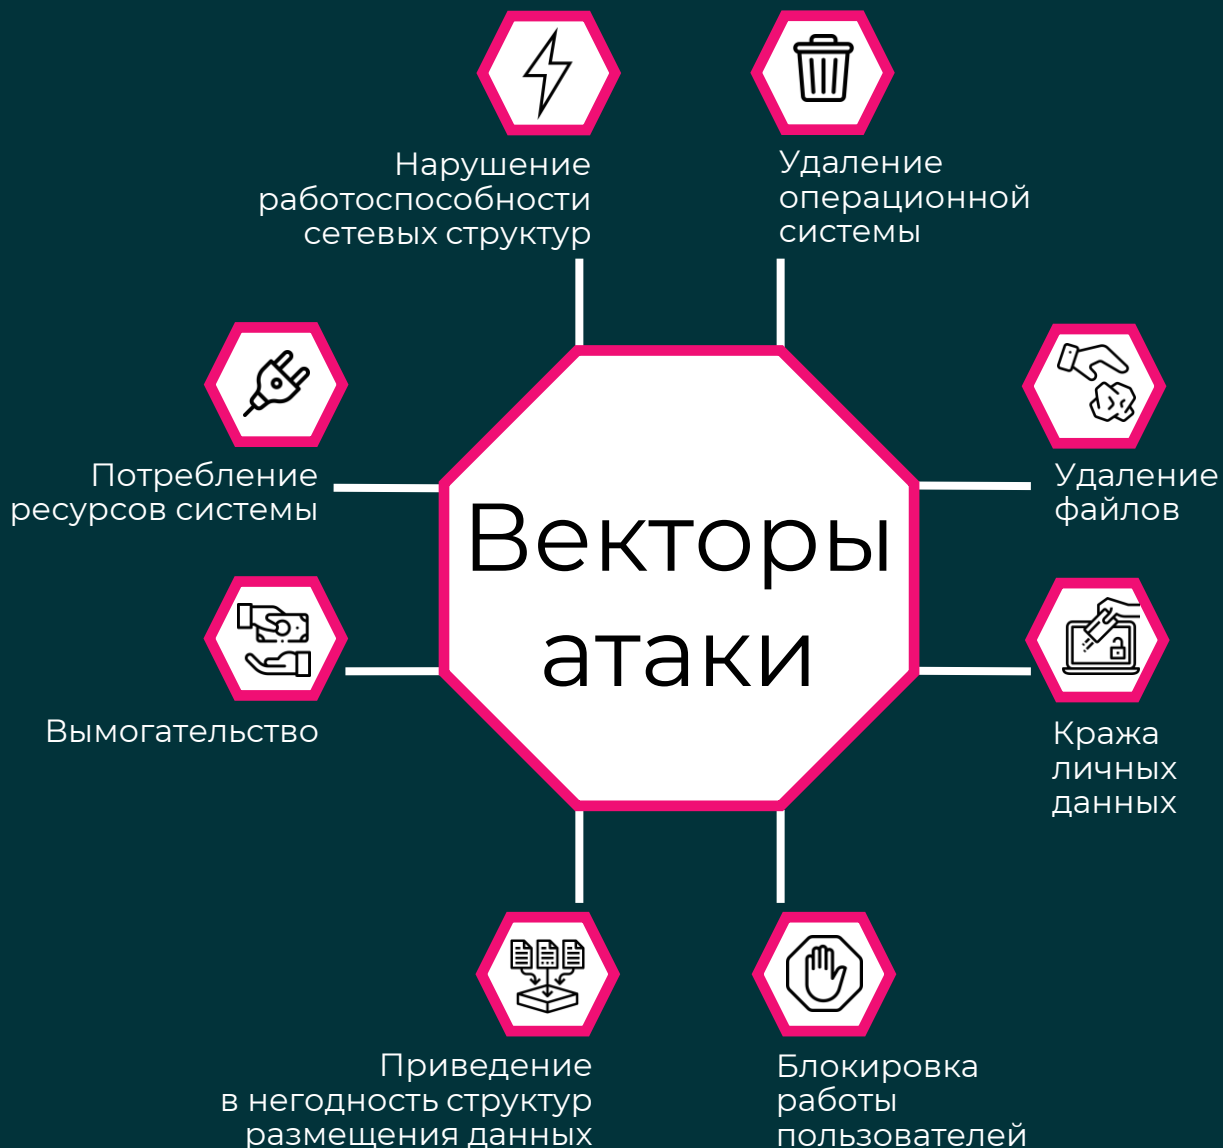 Нарушение
работоспособности
сетевых структур
Удаление
операционной
системы
Потребление
ресурсов системы
Удаление
файлов
Векторы
атаки
Вымогательство
Кража
личных
данных
Приведение
в негодность структур
размещения данных
Блокировка
работы
пользователей